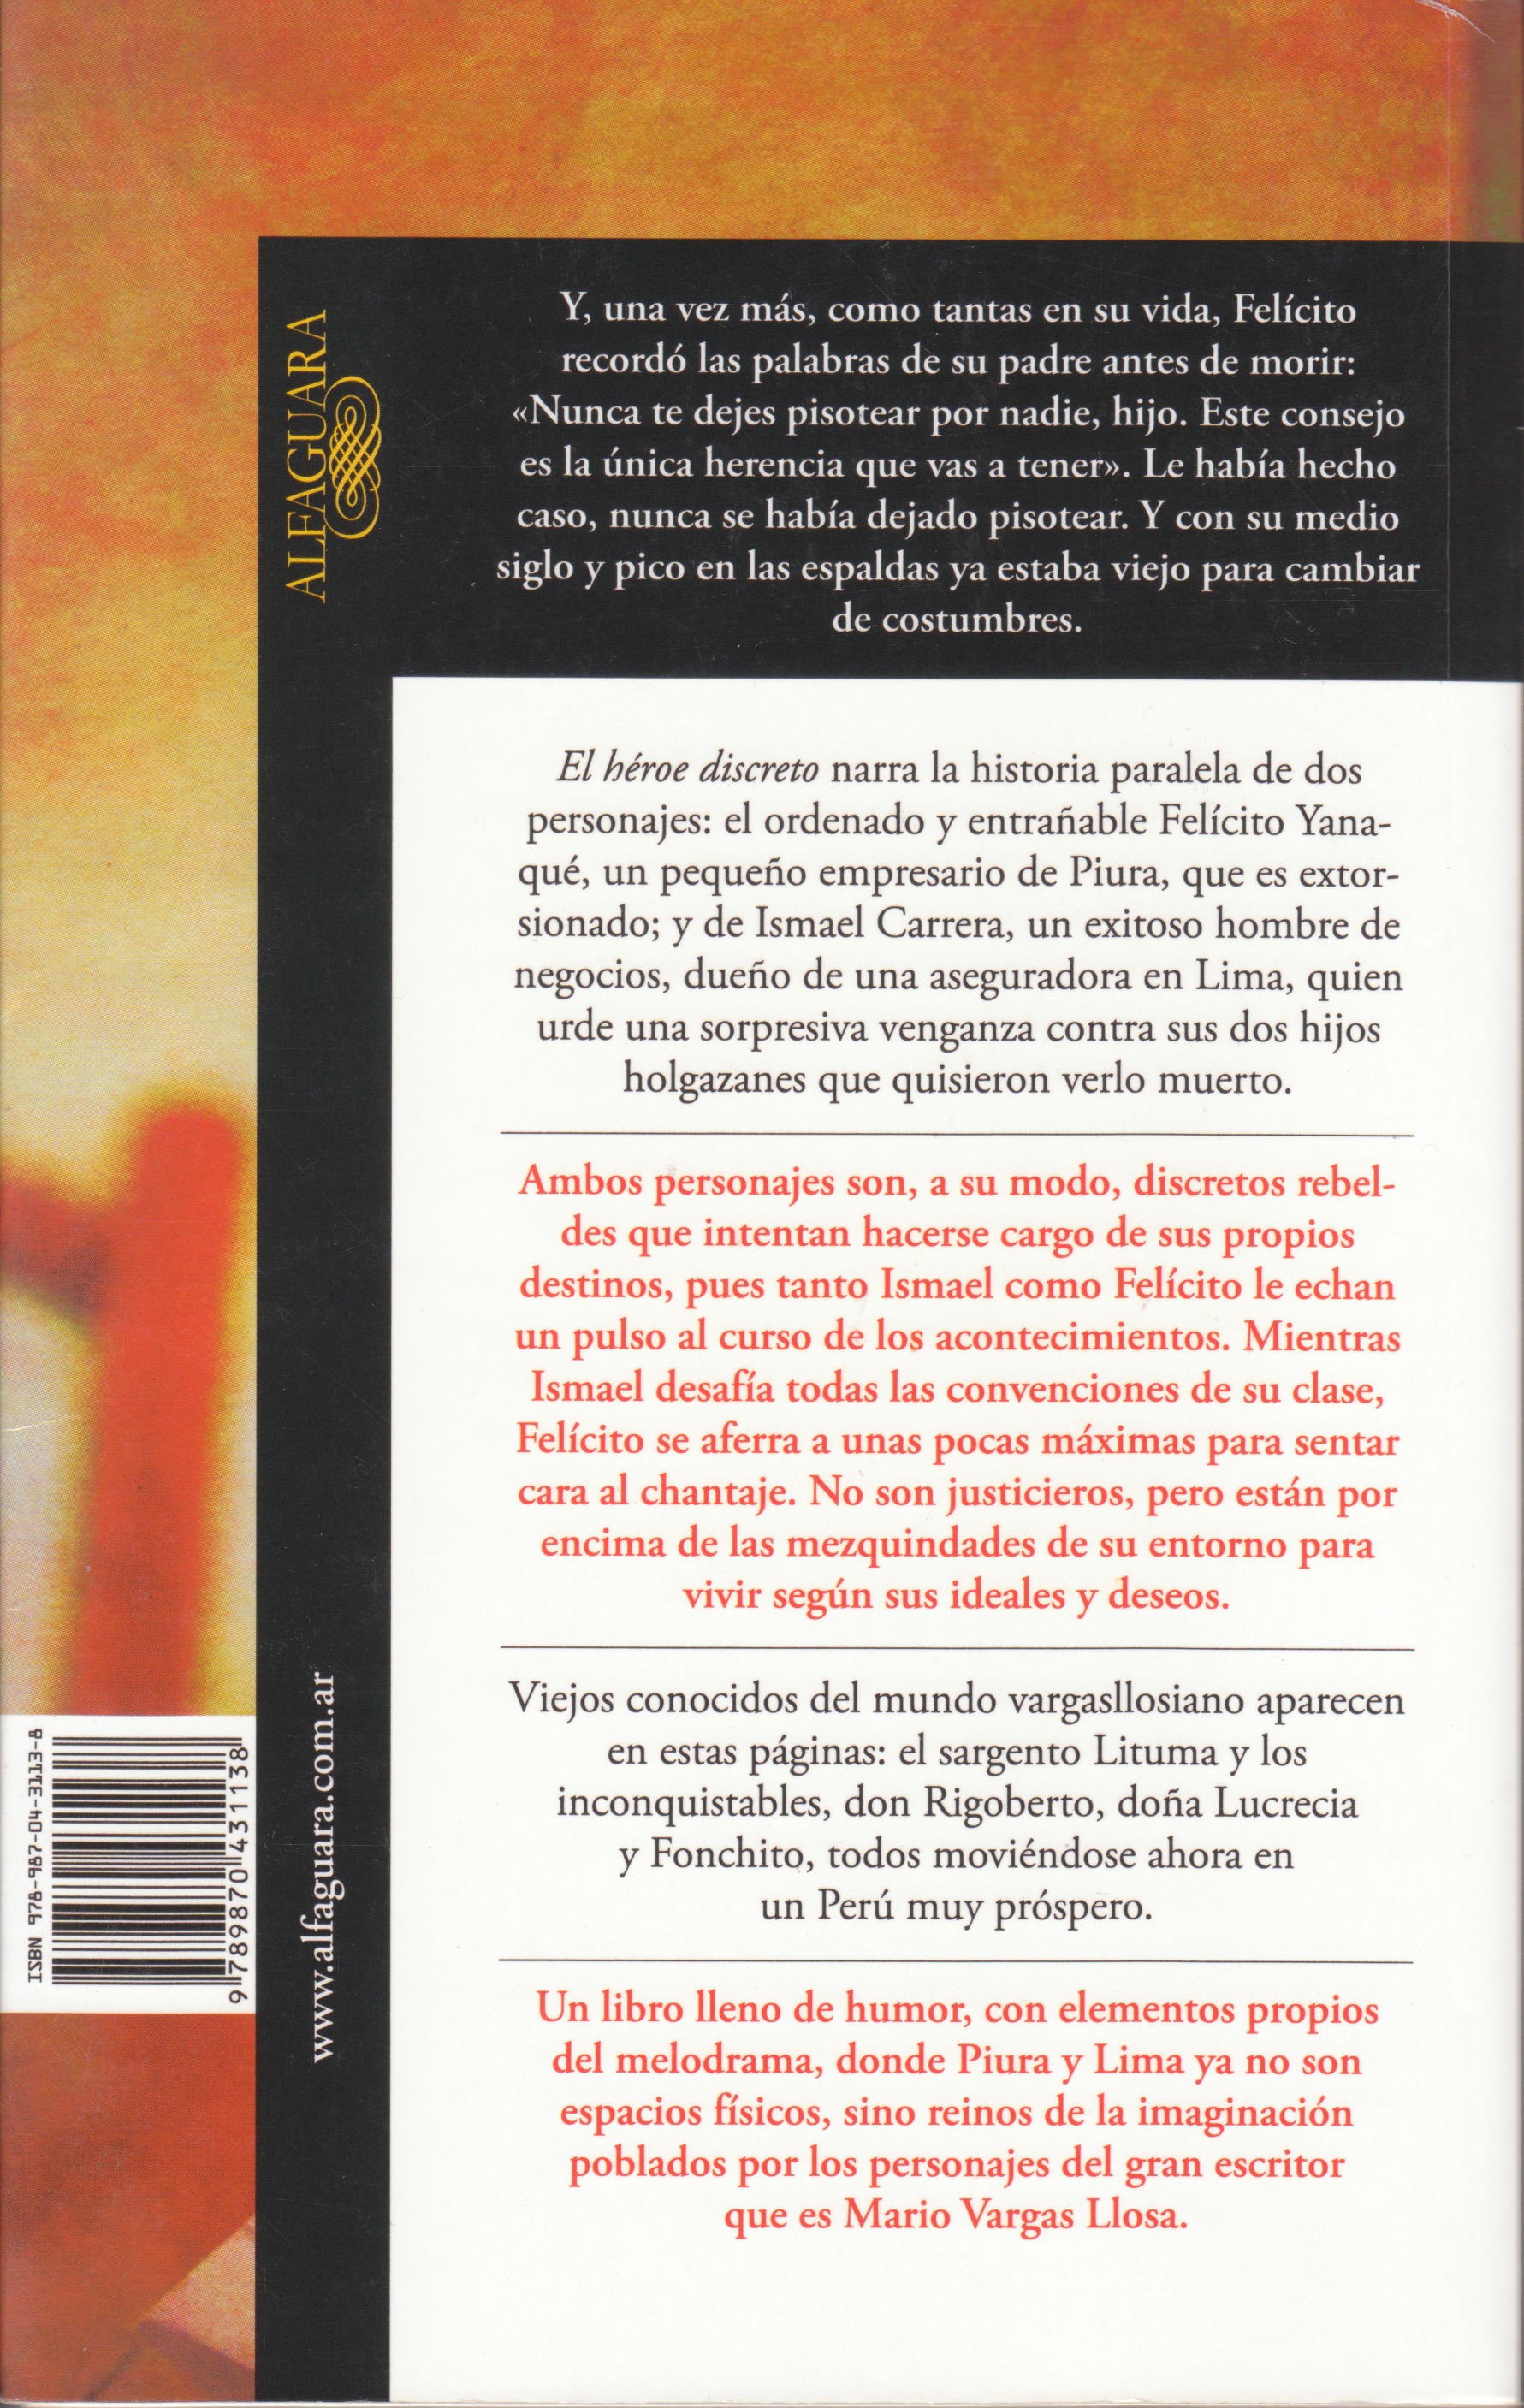 ALFAGUARA
Y, una vez más, como tantas en su vida, Felícito
recordó las palabras de su padre antes de morir:
«Nunca te dejes pisotear por nadie, hijo. Este consejo
es la única herencia que vas a tener». Le había hecho
caso, nunca se había dejado pisotear. Y con su medio
siglo y pico en las espaldas ya estaba viejo para cambiar
de costumbres.
El héroe discreto narra la historia paralela de dos
personajes: el ordenado y entrañable Felícito Yana-
qué, un pequeño empresario de Piura, que es extor-
sionado; y de Ismael Carrera, un exitoso hombre de
negocios, dueño de una aseguradora en Lima, quien
urde una sorpresiva venganza contra sus dos hijos
holgazanes que quisieron verlo muerto.
Ambos personajes son, a su modo, discretos rebel-
des que intentan hacerse cargo de sus propios
destinos, pues tanto Ismael como Felícito le echan
un pulso al curso de los acontecimientos. Mientras
Ismael desafía todas las convenciones de su clase,
Felícito se aferra a unas pocas máximas para sentar
cara al chantaje. No son justicieros, pero están por
encima de las mezquindades de su entorno para
vivir según sus ideales y deseos.
Viejos conocidos del mundo vargasllosiano aparecen
en estas páginas: el sargento Lituma y los
inconquistables, don Rigoberto, doña Lucrecia
y Fonchito, todos moviéndose ahora en
un Perú muy próspero.
Un libro lleno de humor, con elementos propios
del melodrama, donde Piura y Lima ya no son
espacios físicos, sino reinos de la imaginación
poblados por los personajes del gran escritor
que es Mario Vargas Llosa.
www.alfaguara.com.ar
ISBN 978-987-04-3113-8
9 789870 431138